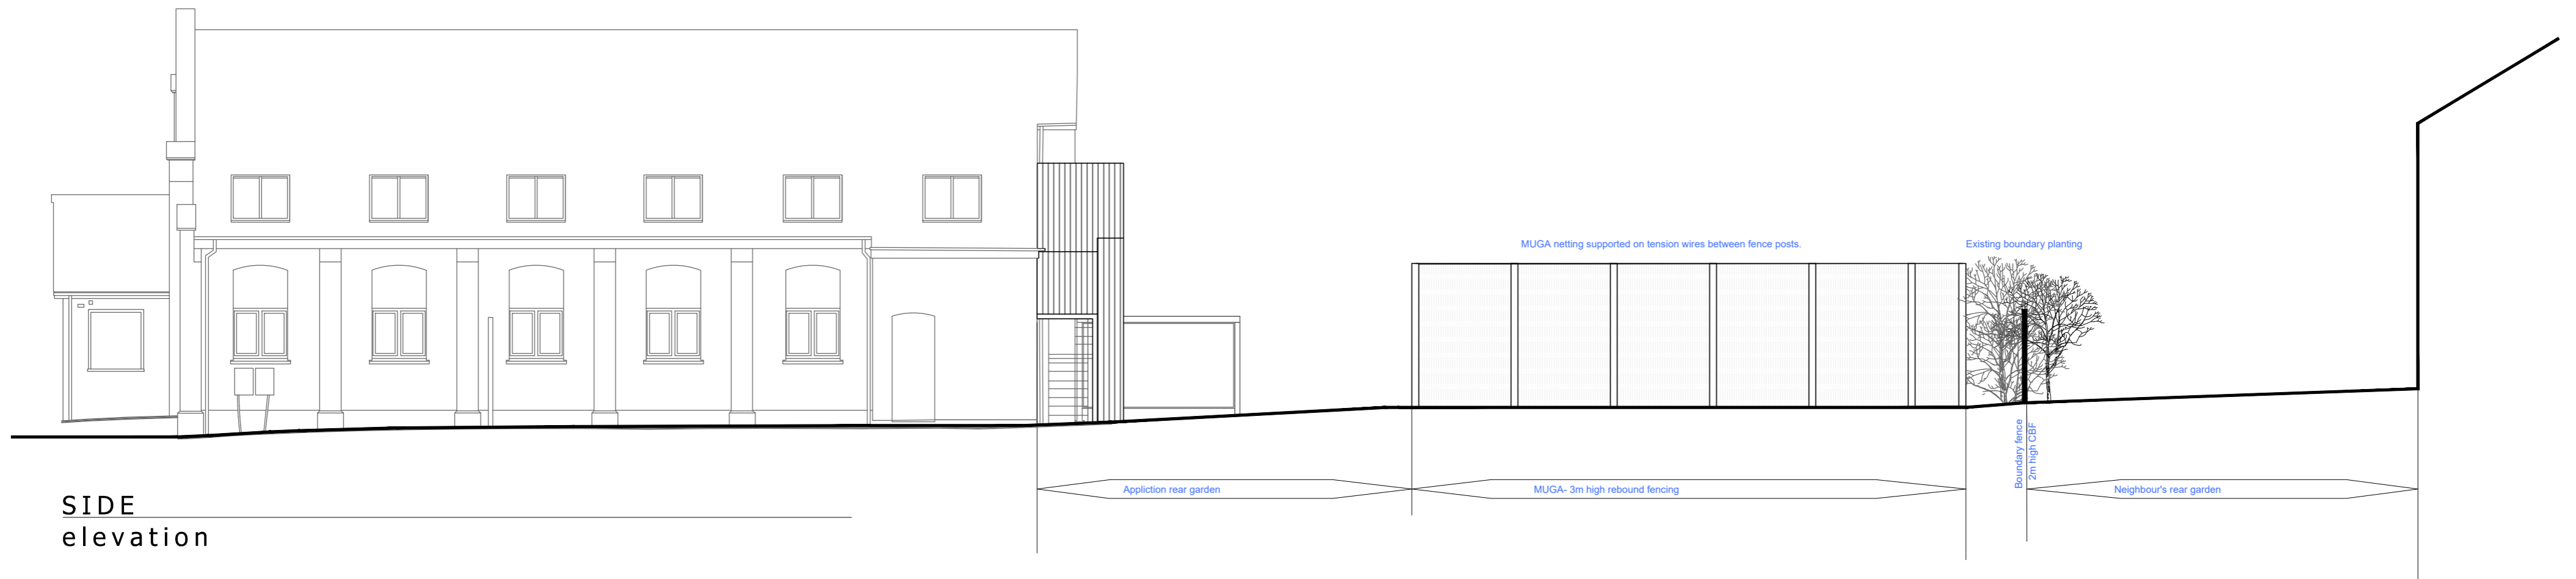 MUGA netting supported on tension wires between fence posts.
Existing boundary planting
Boundary fence
2m high CBF
Appliction rear garden
MUGA- 3m high rebound fencing
Neighbour's rear garden
SIDE
elevation